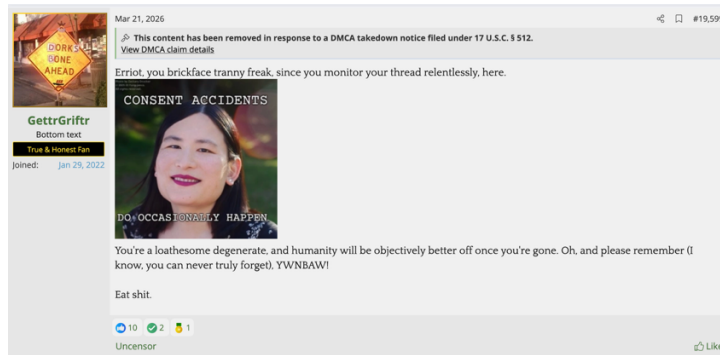 Mar 21, 2026
#19,59
This content has been removed in response to a DMCA takedown notice filed under 17 U.S.C. § 512.
View DMCA claim details
DORKS
GONE
AHEAD
GettrGriftr
Bottom text
True & Honest Fan
Joined: Jan 29, 2022
Erriot, you brickface tranny freak, since you monitor your thread relentlessly, here.
CONSENT ACCIDENTS
DO OCCASIONALLY HAPPEN
You're a loathesome degenerate, and humanity will be objectively better off once you're gone. Oh, and please remember (I
know, you can never truly forget), YWNBAW!
Eat shit.
10 2 1
Uncensor
Like